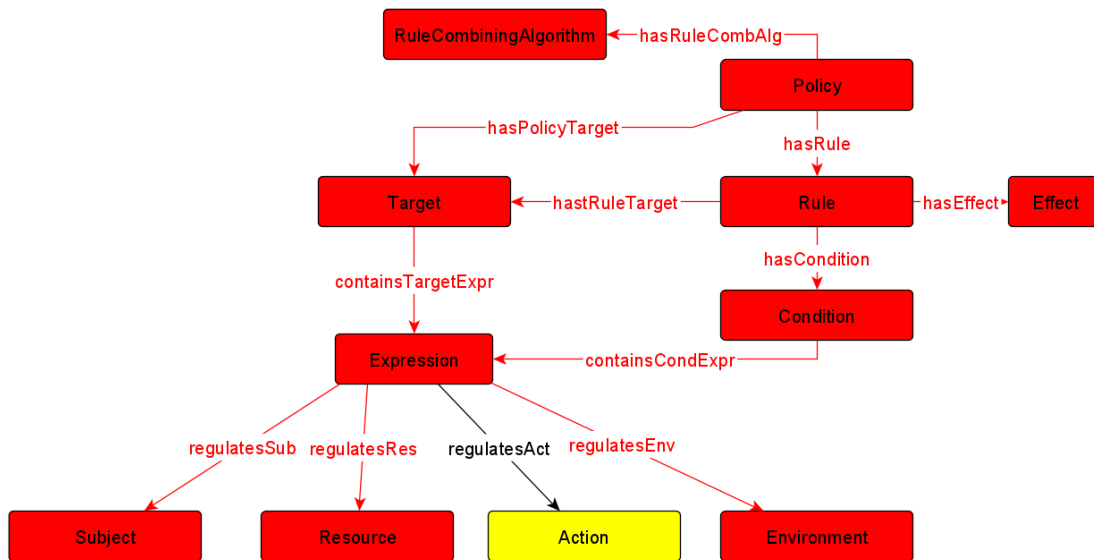 RuleCombiningAlgorithm
hasRuleCombAlg
Policy
hasPolicyTarget
hasRule
Target
hastRuleTarget
Rule
hasEffect
Effect
hasCondition
containsTargetExpr
Condition
Expression
containsCondExpr
regulatesSub
regulatesRes
regulatesAct
regulatesEnv
Subject
Resource
Action
Environment